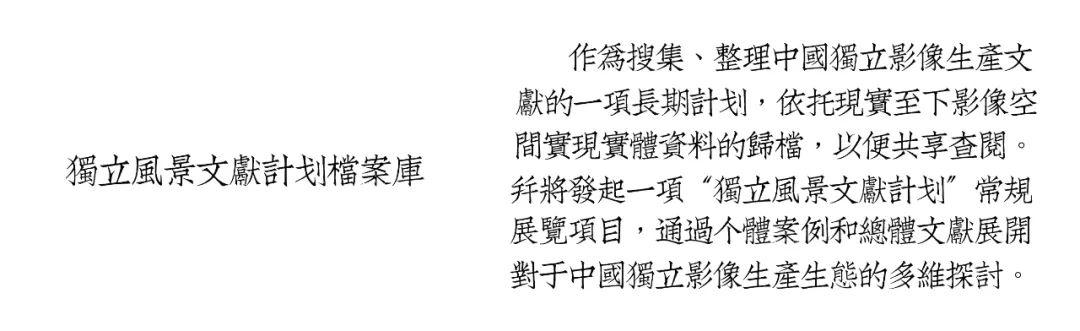 獨立風景文獻計划檔案庫
作為搜集、整理中國獨立影像生產文
獻的一項長期計划，依托現實至下影像空
間實現實體資料的歸檔，以便共享查閱。
并將發起一項“獨立風景文獻計划”常規
展覽項目，通過个體案例和總體文獻展開
對于中國獨立影像生產生態的多維探討。